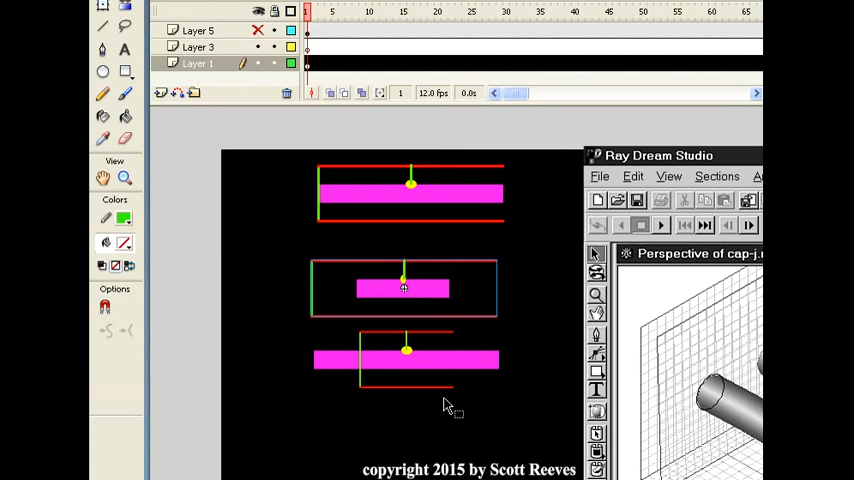 5 10 15 20 25 30 35 40 45 50 55 60 65
Layer 5
Layer 3
Layer 1
1 12.0 fps 0.0s
A
View
Colors
Options
Ray Dream Studio
File Edit View Sections
Perspective of cap-j.
T
copyright 2015 by Scott Reeves